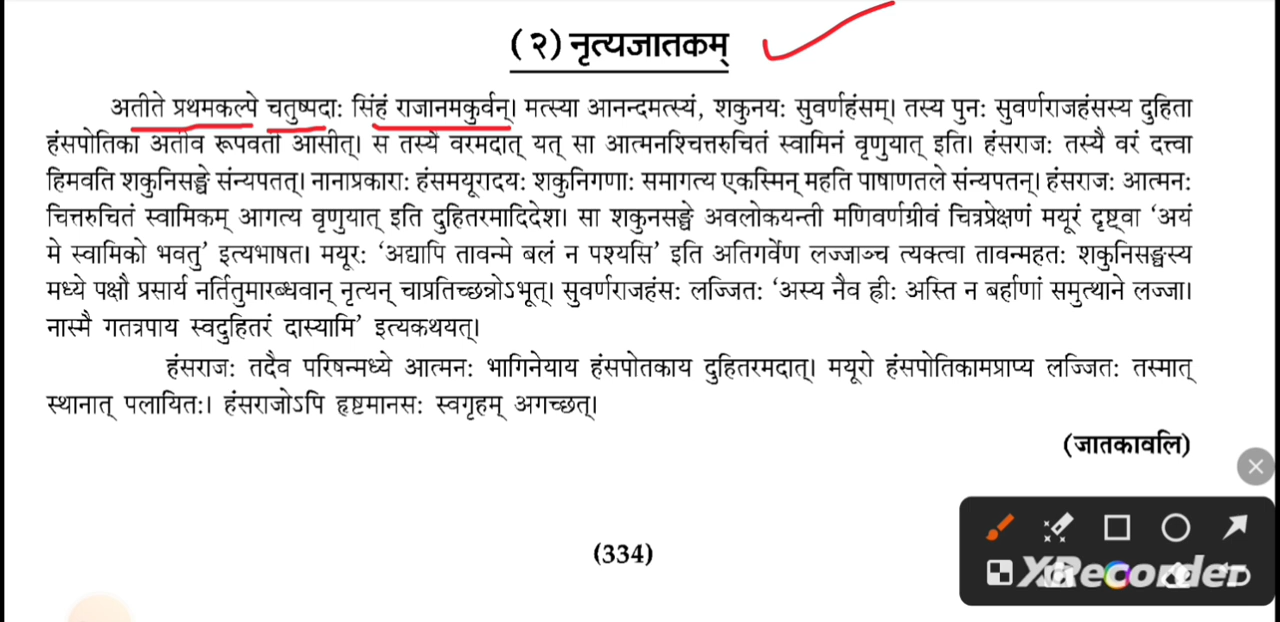 (२) नृत्यजातकम्
अतीते प्रथमकल्पे चतुष्पदाः सिंहं राजानमकुर्वन्। मत्स्या आनन्दमत्स्यं, शकुनयः सुवर्णहंसम्। तस्य पुनः सुवर्णराजहंसस्य दुहिता
हंसपोतिका अतीव रूपवती आसीत्। स तस्यै वरमदात् यत् सा आत्मनश्चित्तरुचितं स्वामिनं वृणुयात् इति। हंसराजः तस्यै वरं दत्त्वा
हिमवति शकुनिसङ्घे संन्यपतत्। नानाप्रकाराः हंसमयूरादयः शकुनिगणाः समागत्य एकस्मिन् महति पाषाणतले संन्यपतन्। हंसराजः आत्मनः
चित्तरुचितं स्वामिकम् आगत्य वृणुयात् इति दुहितरमादिदेश। सा शकुनसङ्घे अवलोकयन्ती मणिवर्णग्रीवं चित्रप्रेक्षणं मयूरं दृष्ट्वा ‘अयं
मे स्वामिको भवतु’ इत्यभाषत। मयूरः ‘अद्यापि तावन्मे बलं न पश्यसि’ इति अतिगर्वेण लज्जाञ्च त्यक्त्वा तावन्महतः शकुनिसङ्घस्य
मध्ये पक्षौ प्रसार्य नर्तितुमारब्धवान् नृत्यन् चाप्रतिच्छन्नोऽभूत्। सुवर्णराजहंसः लज्जितः ‘अस्य नैव ह्रीः अस्ति न बर्हाणां समुत्थाने लज्जा।
नास्मै गतत्रपाय स्वदुहितरं दास्यामि’ इत्यकथयत्।
हंसराजः तदैव परिषन्मध्ये आत्मनः भागिनेयाय हंसपोतकाय दुहितरमदात्। मयूरो हंसपोतिकामप्राप्य लज्जितः तस्मात्
स्थानात् पलायितः। हंसराजोऽपि हृष्टमानसः स्वगृहम् अगच्छत्।
(जातकावलि)
(334)
XRecorder